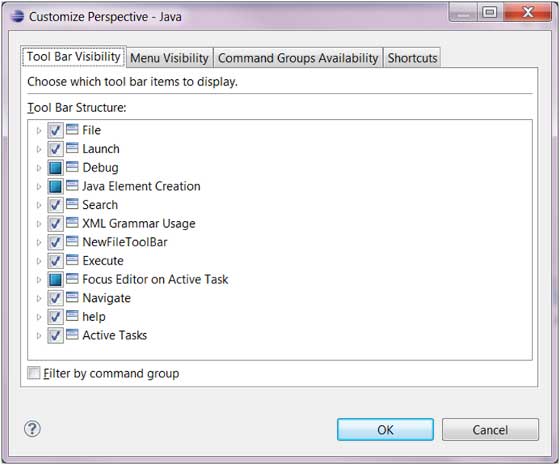 Customize Perspective - Java
Tool Bar Visibility Menu Visibility Command Groups Availability Shortcuts
Choose which tool bar items to display.
Tool Bar Structure:
File
Launch
Debug
Java Element Creation
Search
XML Grammar Usage
NewFileToolBar
Execute
Focus Editor on Active Task
Navigate
help
Active Tasks
Filter by command group
? OK Cancel